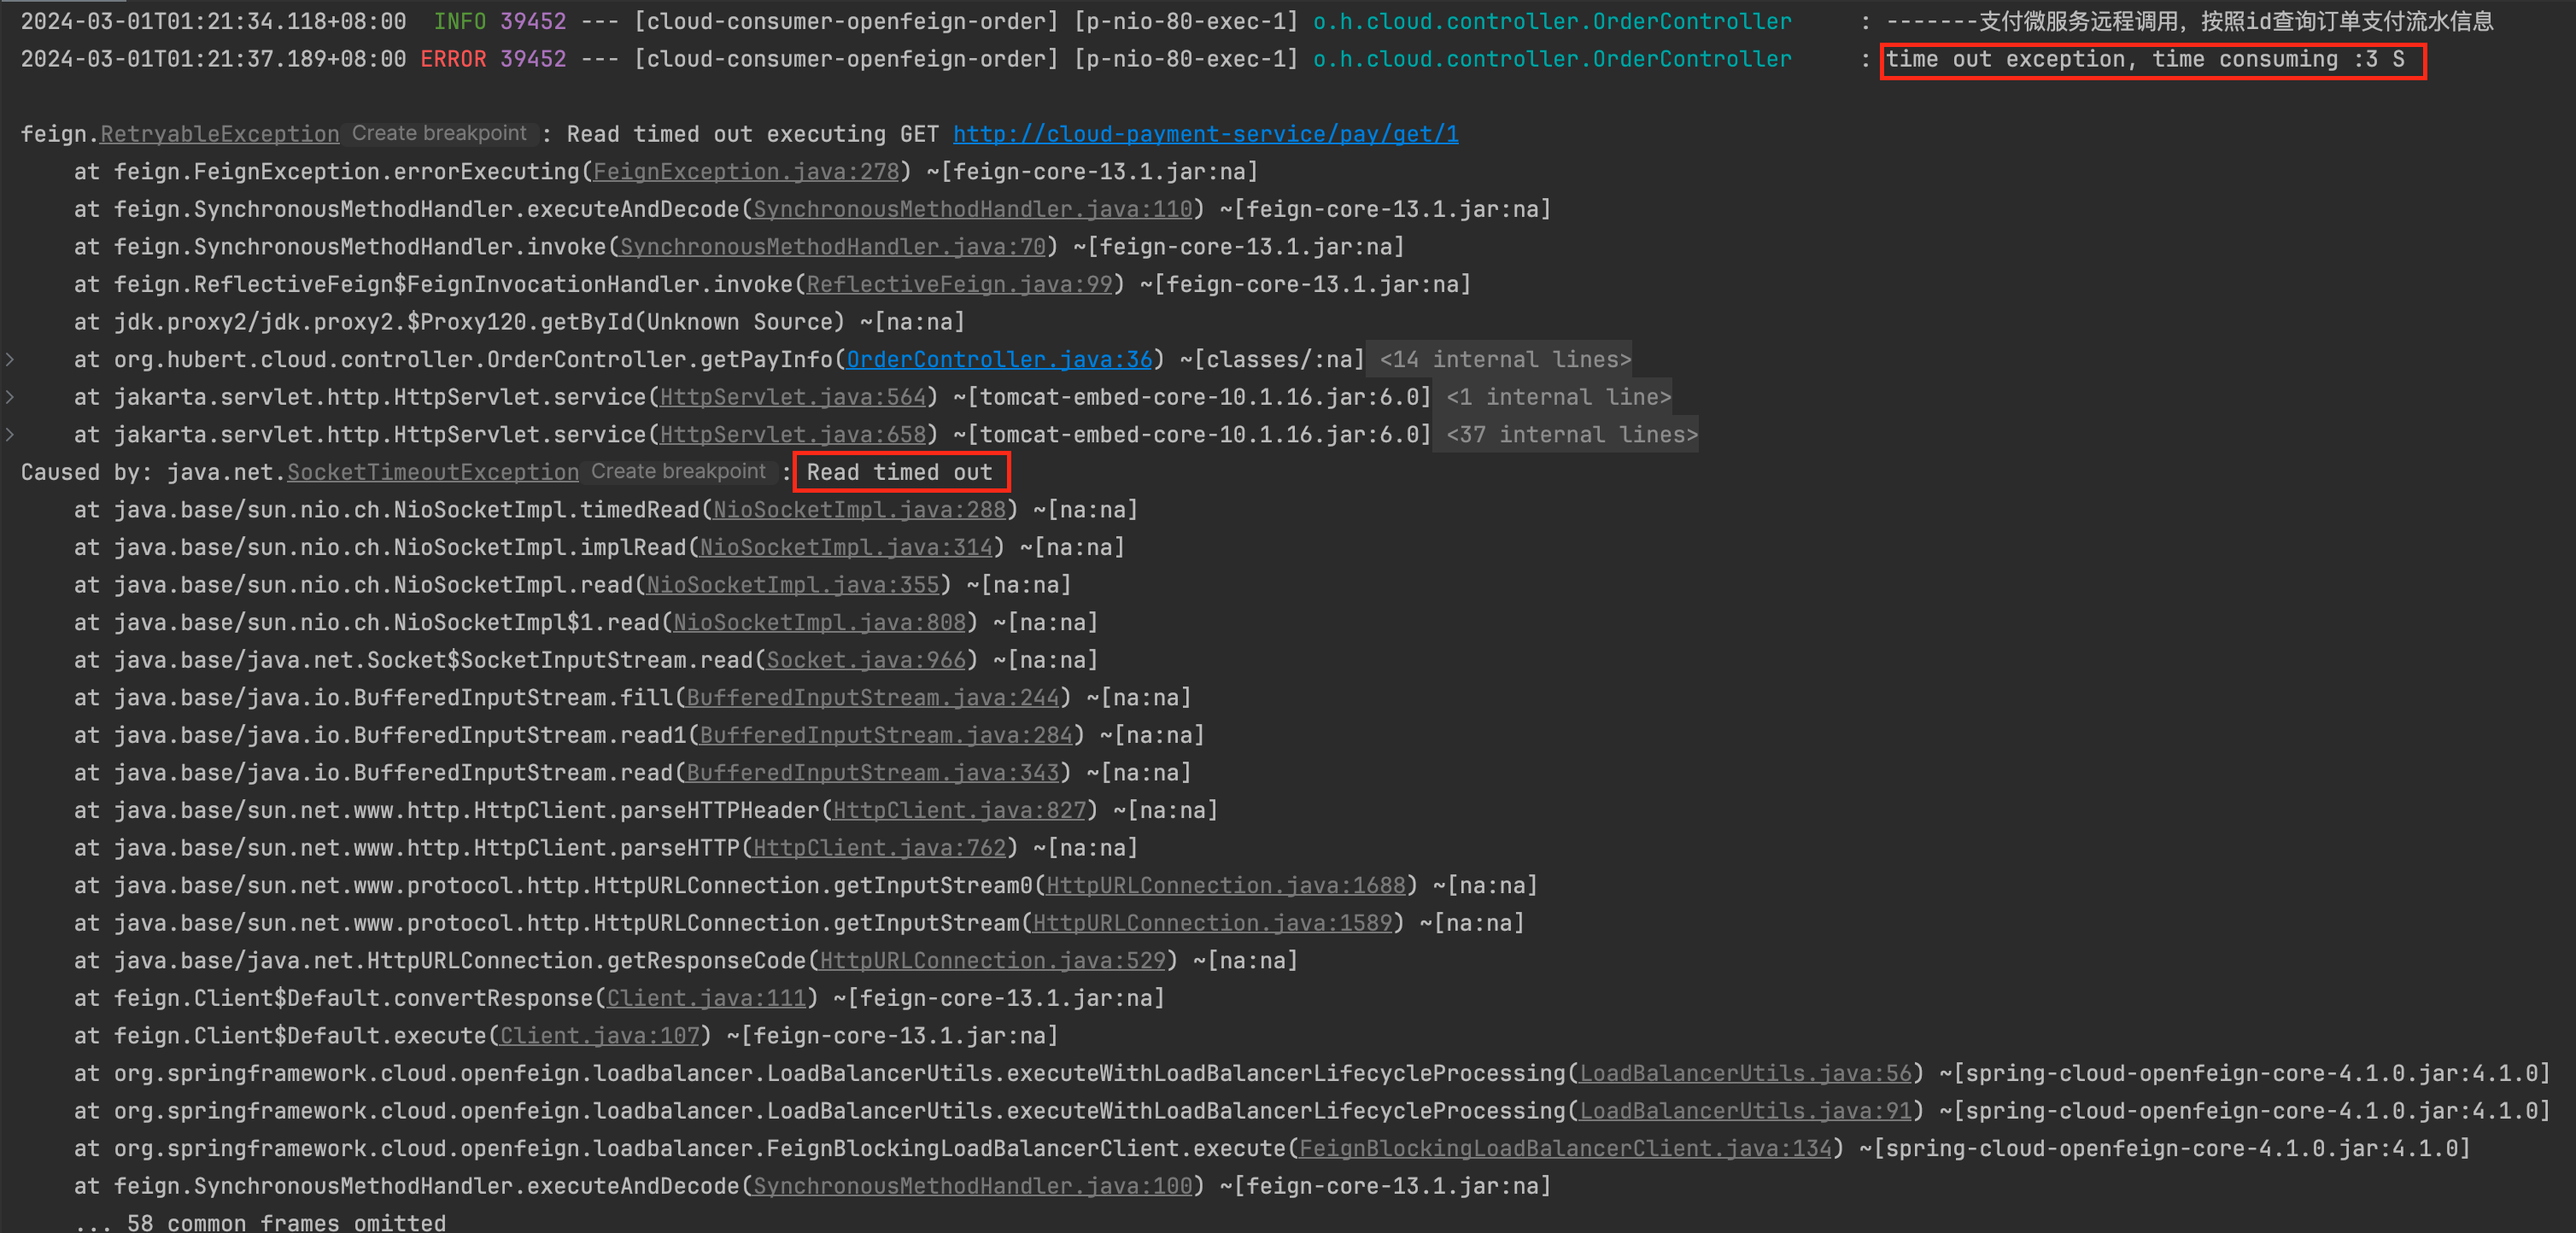 2024-03-01T01:21:34.118+08:00  INFO 39452 --- [cloud-consumer-openfeign-order] [p-nio-80-exec-1] o.h.cloud.controller.OrderController     : -------支付微服务远程调用，按照id查询订单支付流水信息
2024-03-01T01:21:37.189+08:00 ERROR 39452 --- [cloud-consumer-openfeign-order] [p-nio-80-exec-1] o.h.cloud.controller.OrderController     : time out exception, time consuming :3 S
feign.RetryableException Create breakpoint : Read timed out executing GET http://cloud-payment-service/pay/get/1
    at feign.FeignException.errorExecuting(FeignException.java:278) ~[feign-core-13.1.jar:na]
    at feign.SynchronousMethodHandler.executeAndDecode(SynchronousMethodHandler.java:110) ~[feign-core-13.1.jar:na]
    at feign.SynchronousMethodHandler.invoke(SynchronousMethodHandler.java:70) ~[feign-core-13.1.jar:na]
    at feign.ReflectiveFeign$FeignInvocationHandler.invoke(ReflectiveFeign.java:99) ~[feign-core-13.1.jar:na]
    at jdk.proxy2/jdk.proxy2.$Proxy120.getById(Unknown Source) ~[na:na]
    at org.hubert.cloud.controller.OrderController.getPayInfo(OrderController.java:36) ~[classes/:na] <14 internal lines>
    at jakarta.servlet.http.HttpServlet.service(HttpServlet.java:564) ~[tomcat-embed-core-10.1.16.jar:6.0] <1 internal line>
    at jakarta.servlet.http.HttpServlet.service(HttpServlet.java:658) ~[tomcat-embed-core-10.1.16.jar:6.0] <37 internal lines>
Caused by: java.net.SocketTimeoutException Create breakpoint : Read timed out
    at java.base/sun.nio.ch.NioSocketImpl.timedRead(NioSocketImpl.java:288) ~[na:na]
    at java.base/sun.nio.ch.NioSocketImpl.implRead(NioSocketImpl.java:314) ~[na:na]
    at java.base/sun.nio.ch.NioSocketImpl.read(NioSocketImpl.java:355) ~[na:na]
    at java.base/sun.nio.ch.NioSocketImpl$1.read(NioSocketImpl.java:808) ~[na:na]
    at java.base/java.net.Socket$SocketInputStream.read(Socket.java:966) ~[na:na]
    at java.base/java.io.BufferedInputStream.fill(BufferedInputStream.java:244) ~[na:na]
    at java.base/java.io.BufferedInputStream.read1(BufferedInputStream.java:284) ~[na:na]
    at java.base/java.io.BufferedInputStream.read(BufferedInputStream.java:343) ~[na:na]
    at java.base/sun.net.www.http.HttpClient.parseHTTPHeader(HttpClient.java:827) ~[na:na]
    at java.base/sun.net.www.http.HttpClient.parseHTTP(HttpClient.java:762) ~[na:na]
    at java.base/sun.net.www.protocol.http.HttpURLConnection.getInputStream0(HttpURLConnection.java:1688) ~[na:na]
    at java.base/sun.net.www.protocol.http.HttpURLConnection.getInputStream(HttpURLConnection.java:1589) ~[na:na]
    at java.base/java.net.HttpURLConnection.getResponseCode(HttpURLConnection.java:529) ~[na:na]
    at feign.Client$Default.convertResponse(Client.java:111) ~[feign-core-13.1.jar:na]
    at feign.Client$Default.execute(Client.java:107) ~[feign-core-13.1.jar:na]
    at org.springframework.cloud.openfeign.loadbalancer.LoadBalancerUtils.executeWithLoadBalancerLifecycleProcessing(LoadBalancerUtils.java:56) ~[spring-cloud-openfeign-core-4.1.0.jar:4.1.0]
    at org.springframework.cloud.openfeign.loadbalancer.LoadBalancerUtils.executeWithLoadBalancerLifecycleProcessing(LoadBalancerUtils.java:91) ~[spring-cloud-openfeign-core-4.1.0.jar:4.1.0]
    at org.springframework.cloud.openfeign.loadbalancer.FeignBlockingLoadBalancerClient.execute(FeignBlockingLoadBalancerClient.java:134) ~[spring-cloud-openfeign-core-4.1.0.jar:4.1.0]
    at feign.SynchronousMethodHandler.executeAndDecode(SynchronousMethodHandler.java:100) ~[feign-core-13.1.jar:na]
    ... 58 common frames omitted